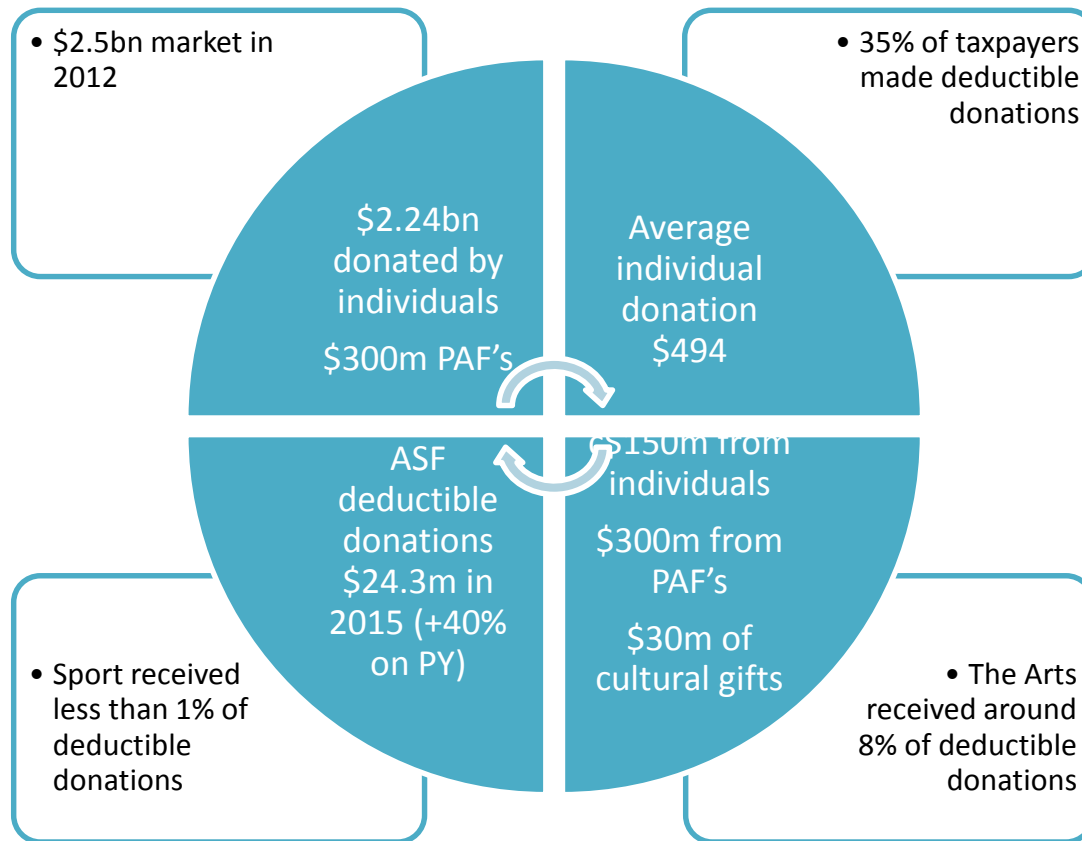 • $2.5bn market in
2012
• 35% of taxpayers
made deductible
donations
$2.24bn
donated by
individuals
$300m PAF's
Average
individual
donation
$494
ASF
deductible
donations
$24.3m in
2015 (+40%
on PY)
c$150m from
individuals
$300m from
PAF's
$30m of
cultural gifts
• Sport received
less than 1% of
deductible
donations
• The Arts
received around
8% of deductible
donations